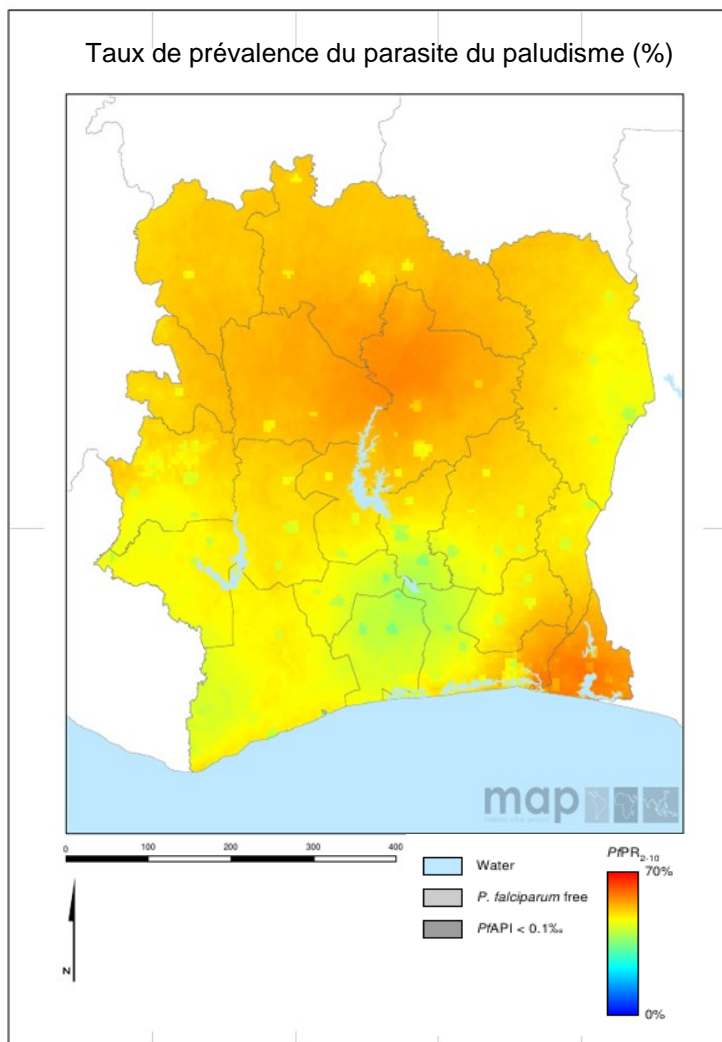 Taux de prévalence du parasite du paludisme (%)
map
0 100 200 300 400
N
Water
P. falciparum free
PfAPI < 0.1‰
PfPR2-10
70%
0%